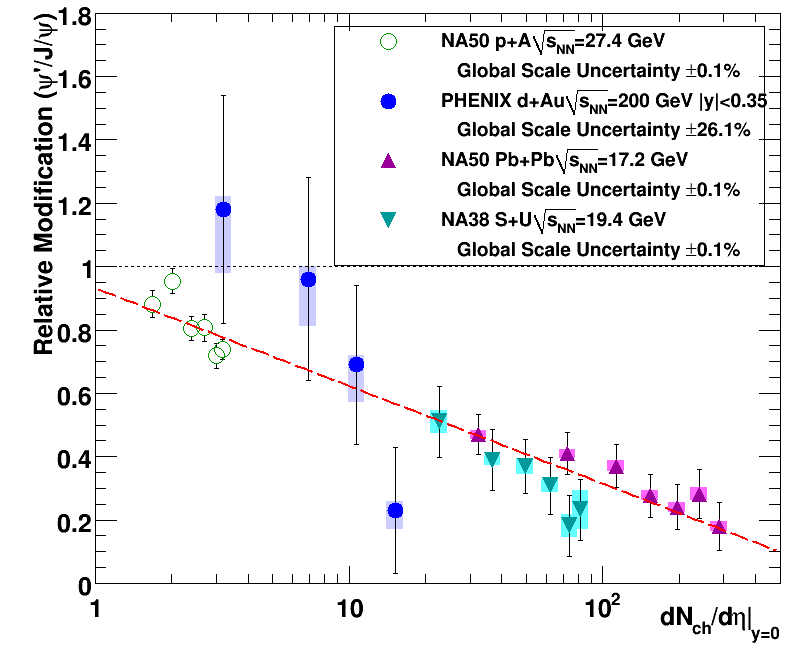 Relative Modification (ψ'/J/ψ)
1.8
1.6
1.4
1.2
1
0.8
0.6
0.4
0.2
0
NA50 p+A√sNN=27.4 GeV
Global Scale Uncertainty ±0.1%
PHENIX d+Au√sNN=200 GeV |y|<0.35
Global Scale Uncertainty ±26.1%
NA50 Pb+Pb√sNN=17.2 GeV
Global Scale Uncertainty ±0.1%
NA38 S+U√sNN=19.4 GeV
Global Scale Uncertainty ±0.1%
1 10 10²
dNch/dη|y=0